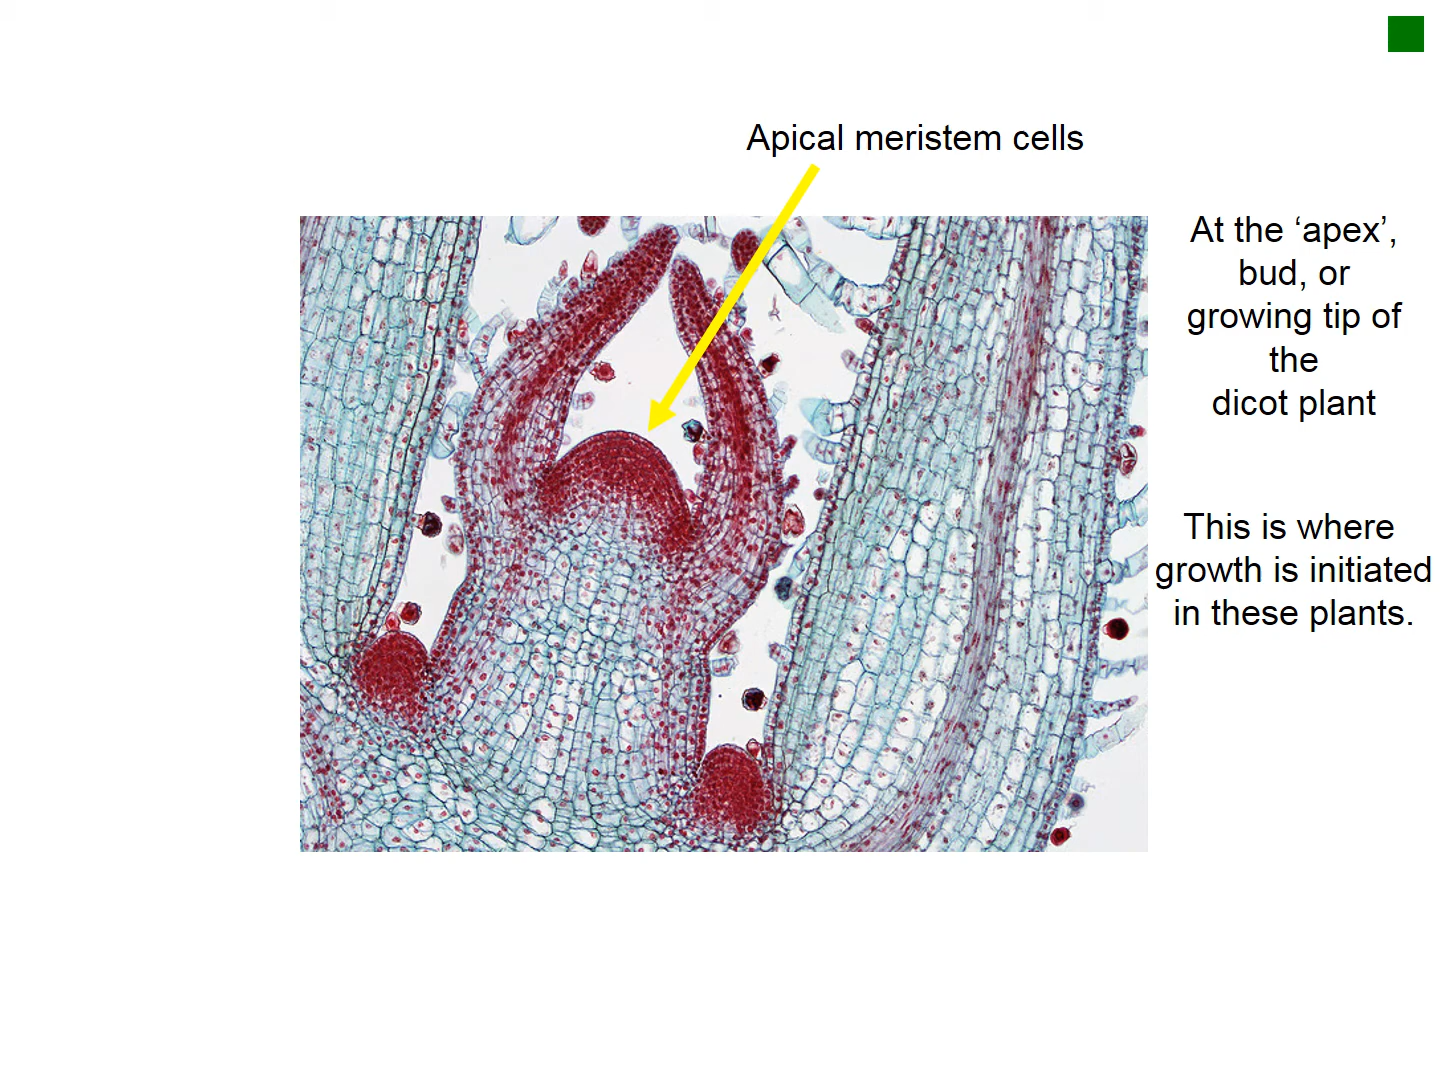 Apical meristem cells
At the ‘apex’,
bud, or
growing tip of
the
dicot plant
This is where
growth is initiated
in these plants.